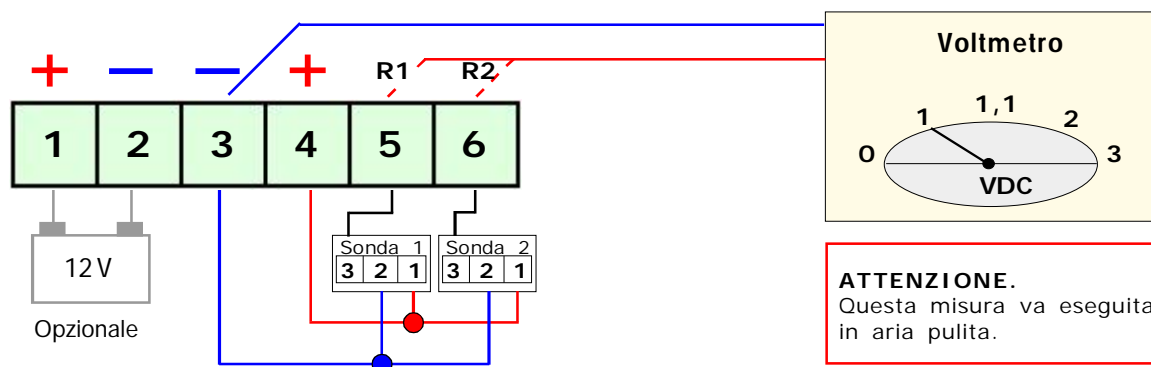 + — — + R1 R2
1 2 3 4 5 6
12V
Opzionale
Sonda 1
3 2 1
Sonda 2
3 2 1
Voltmetro
0 1 1,1 2 3
VDC
ATTENZIONE.
Questa misura va eseguita
in aria pulita.